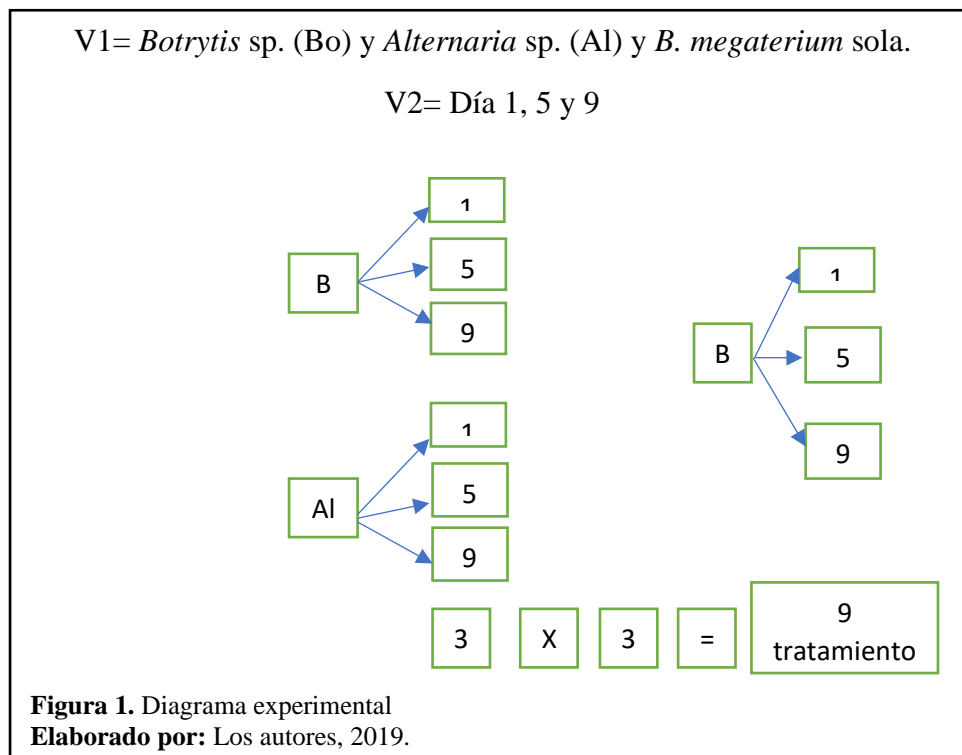 V1= Botrytis sp. (Bo) y Alternaria sp. (Al) y B. megaterium sola.
V2= Día 1, 5 y 9
B
1
5
9
Al
1
5
9
B
1
5
9
3 X 3 = 9
tratamiento
Figura 1. Diagrama experimental
Elaborado por: Los autores, 2019.